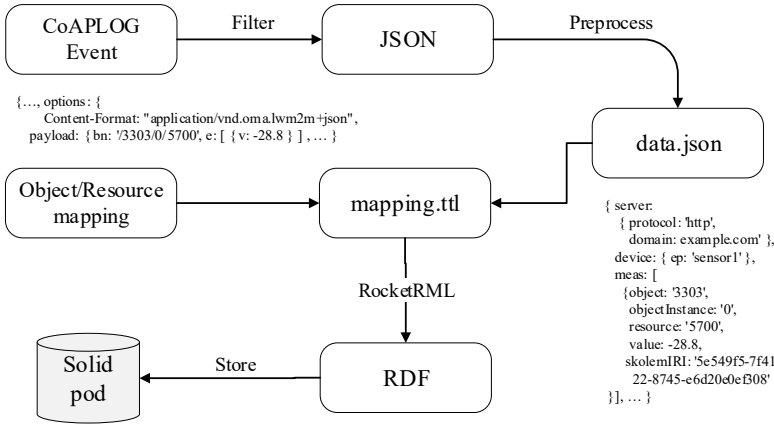 CoAPLOG
Event
Filter
JSON
Preprocess
{…, options: {
Content-Format: "application/vnd.oma.lwm2m+json",
payload: {bn: '/3303/0/5700', e: [ {v: -28.8 } ] , … }
data.json
Object/Resource
mapping
mapping.ttl
{ server:
{ protocol: 'http',
domain: example.com' },
device: { ep: 'sensor1' },
meas: [
{object: '3303',
objectInstance: '0',
resource: '5700',
value: -28.8,
skolemIRI: '5e549f5-7f41
22-8745-e6d20e0ef308'
}], … }
RocketRML
Solid
pod
Store
RDF